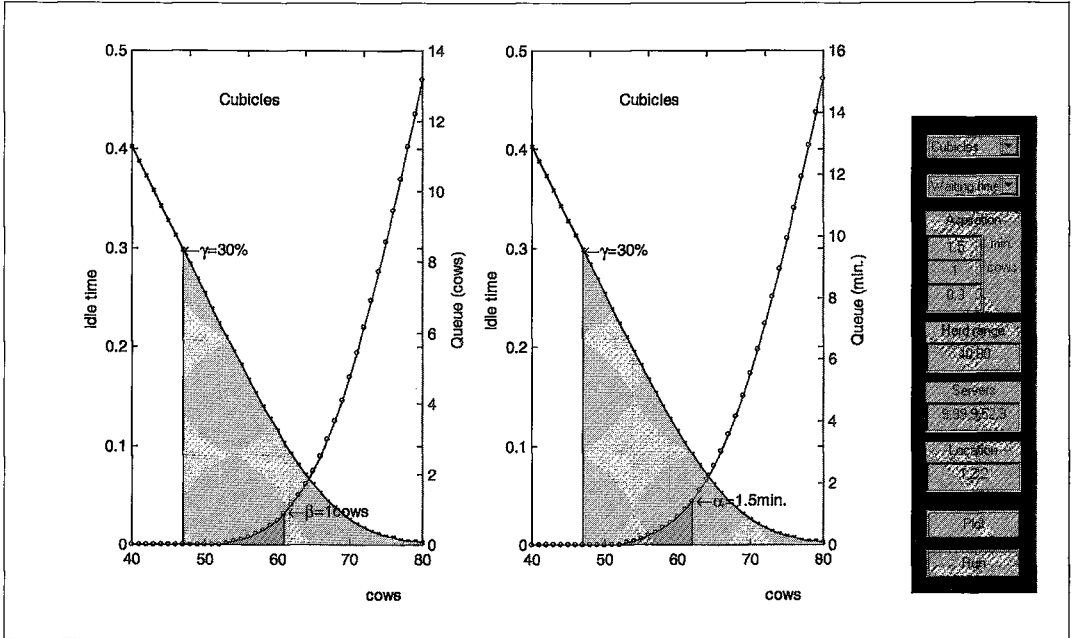 0.5
0.4
0.3
0.2
0.1
0
Idle time
Cubicles
←γ=30%
←β=1cows
14
12
10
8
6
4
2
0
Queue (cows)
40 50 60 70 80
cows
0.5
0.4
0.3
0.2
0.1
0
Idle time
Cubicles
←γ=30%
←α=1.5min.
16
14
12
10
8
6
4
2
0
Queue (min.)
40 50 60 70 80
cows
Cubicles
Waiting time
Aspiration
1.5 min.
1 cows
0.3
Herd range
40:80
Servers
Location
1,2,2
Plot
Run